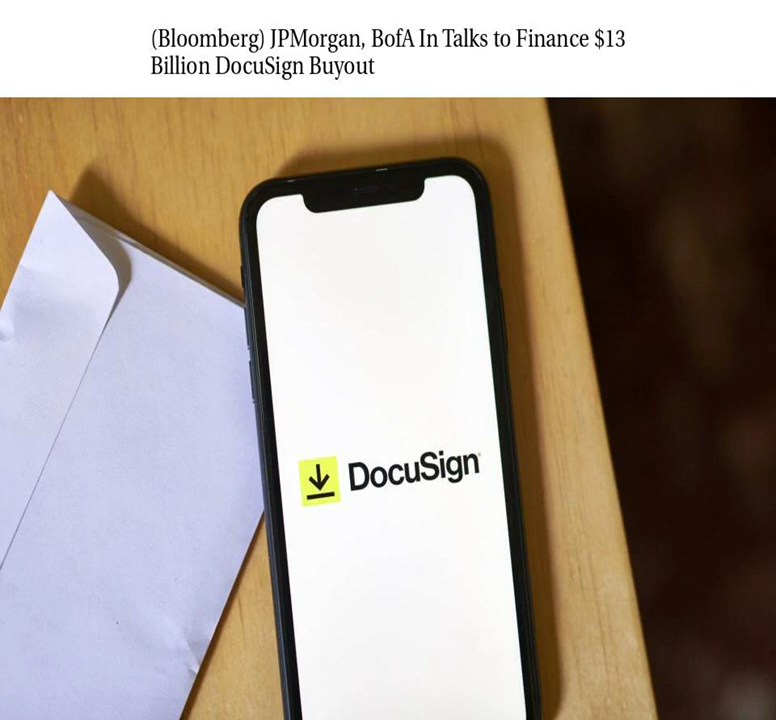 (Bloomberg) JPMorgan, BofA In Talks to Finance $13
Billion DocuSign Buyout
DocuSign